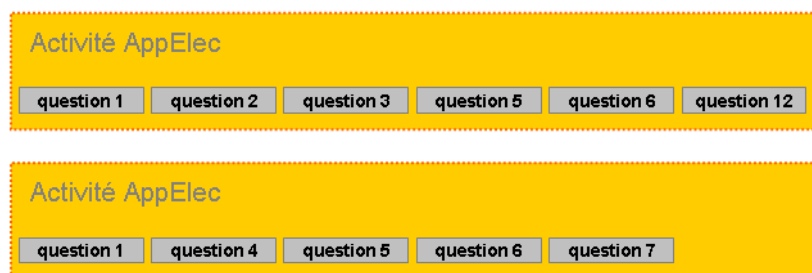 Activité AppElec
question 1 question 2 question 3 question 5 question 6 question 12
Activité AppElec
question 1 question 4 question 5 question 6 question 7